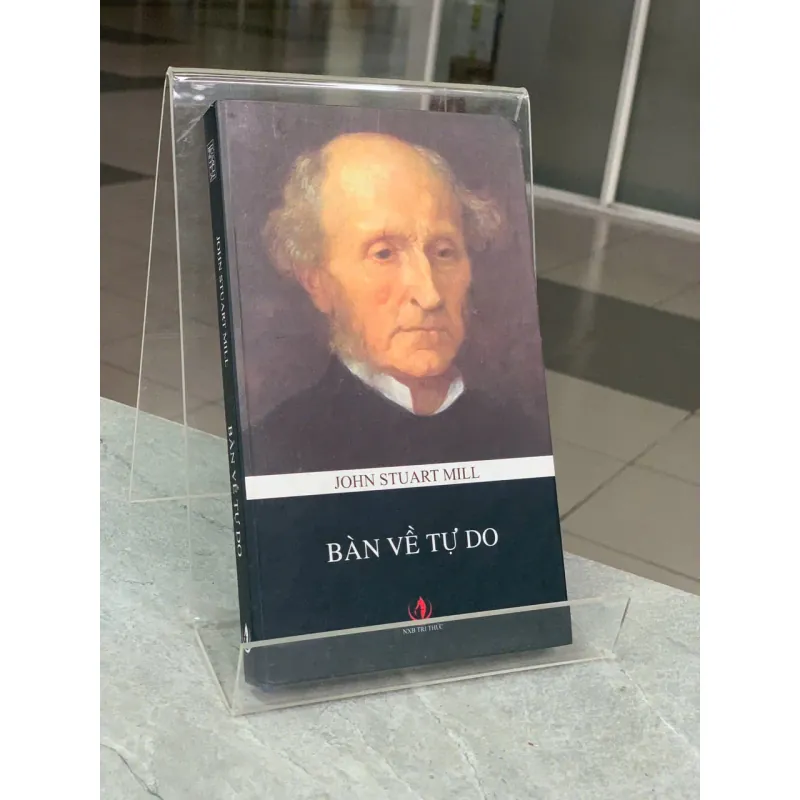 JOHN STUART MILL
BÀN VỀ TỰ DO
NXB TRI THỨC
JOHN STUART MILL
BÀN VỀ TỰ DO